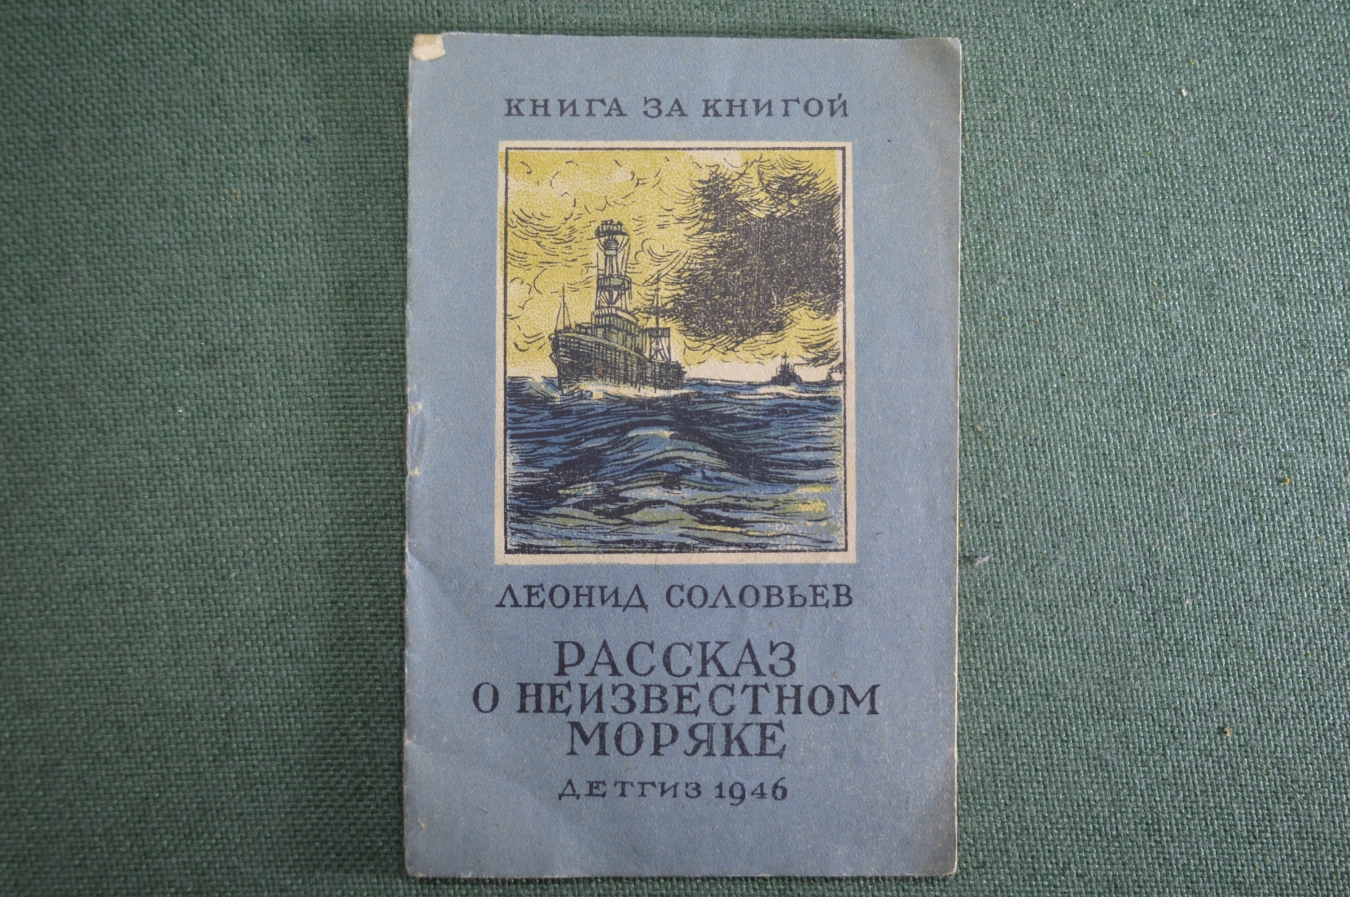 КНИГА ЗА КНИГОЙ
ЛЕОНИД СОЛОВЬЕВ
РАССКАЗ
О НЕИЗВЕСТНОМ
МОРЯКЕ
ДЕТГИЗ 1946